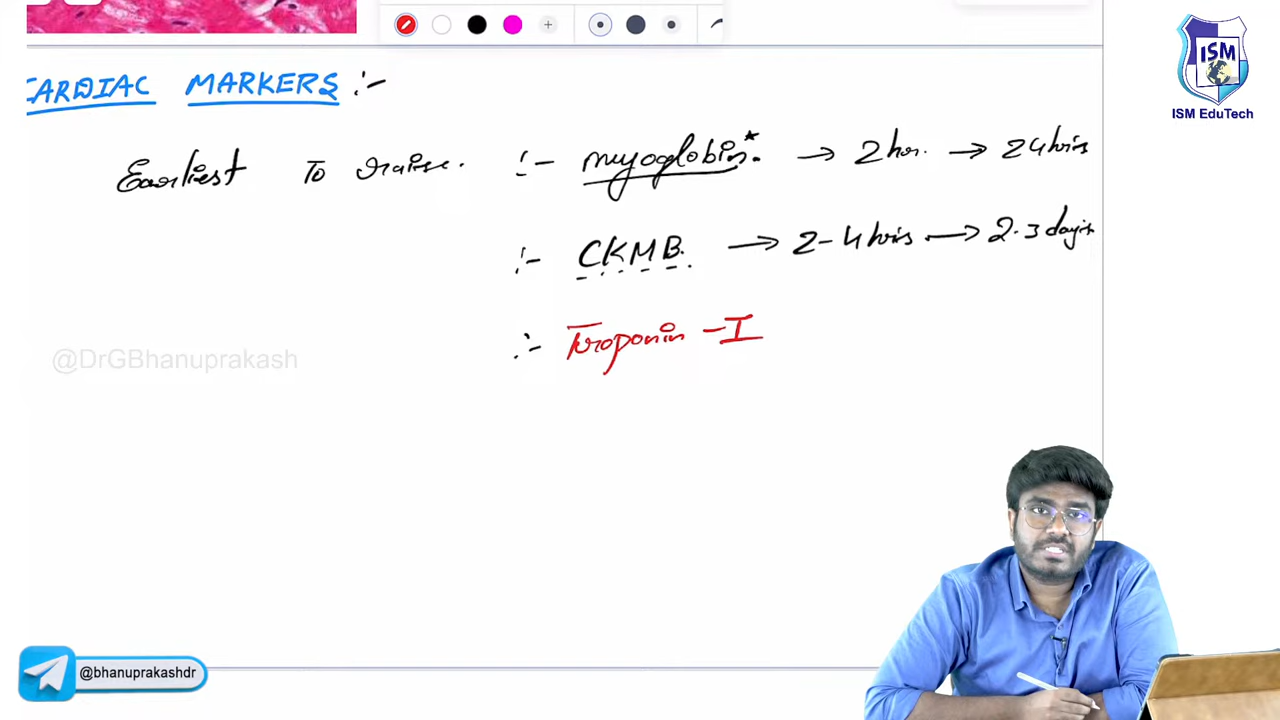 ISM
ISM EduTech
CARDIAC MARKERS :-
Earliest To raise. :- myoglobin.* → 2 hr. → 24 hrs
:- CKMB. → 2-4 hrs → 2-3 days
:- Troponin -I
@DrGBhanuprakash
@bhanuprakashdr